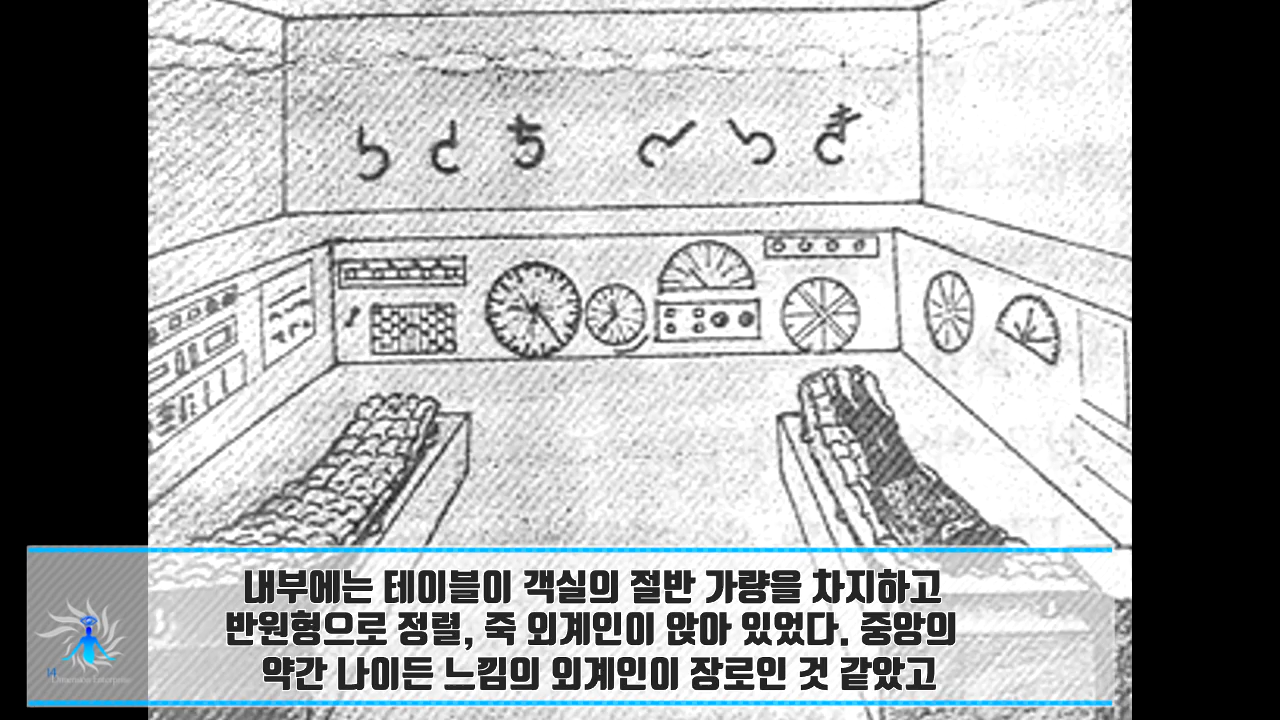 내부에는 테이블이 객실의 절반 가량을 차지하고
반원형으로 정렬, 죽 외계인이 앉아 있었다. 중앙의
약간 나이든 느낌의 외계인이 장로인 것 같았고
14
Dimension Enterprise